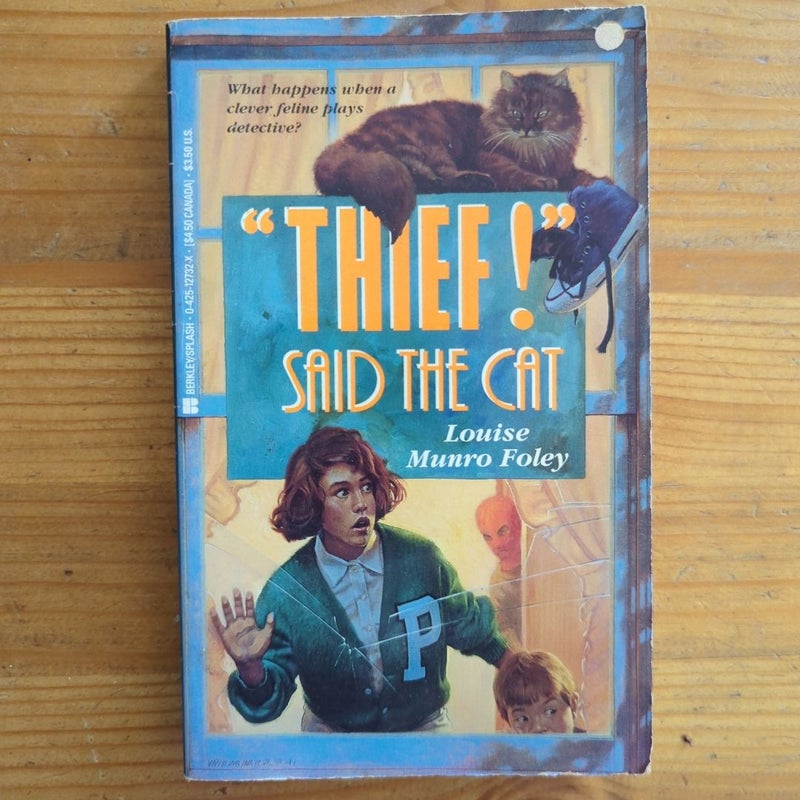 What happens when a
clever feline plays
detective?
"THIEF!"
SAID THE CAT
Louise
Munro Foley
P
BERKLEY/SPLASH • 0-425-12732-X • [$4.50 CANADA] • $3.50 U.S.